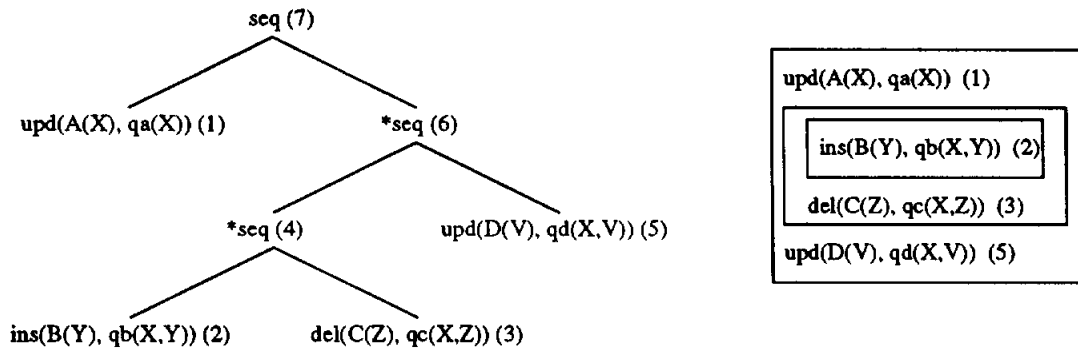 seq (7)
upd(A(X), qa(X)) (1)
*seq (6)
*seq (4)
upd(D(V), qd(X,V)) (5)
ins(B(Y), qb(X,Y)) (2)
del(C(Z), qc(X,Z)) (3)
upd(A(X), qa(X)) (1)
ins(B(Y), qb(X,Y)) (2)
del(C(Z), qc(X,Z)) (3)
upd(D(V), qd(X,V)) (5)